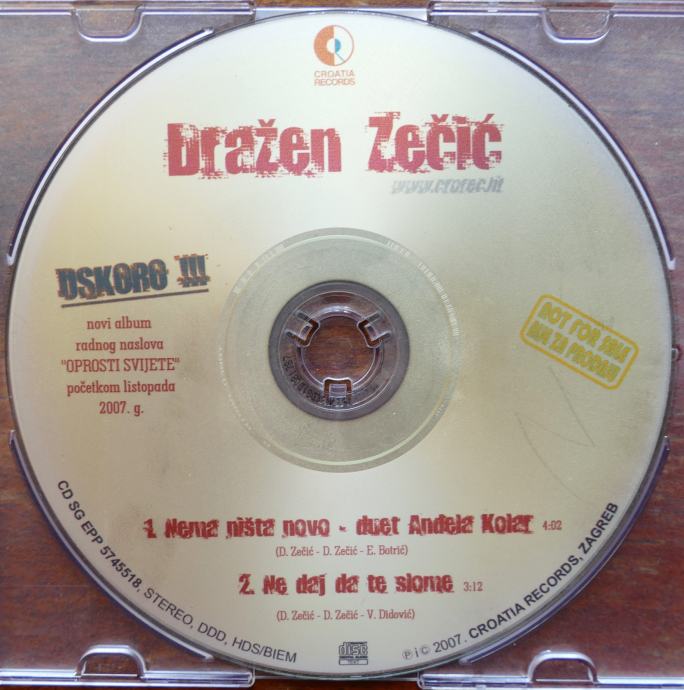 CROATIA
RECORDS
Dražen Zečić
www.crorec.hr
USKORO !!!
novi album
radnog naslova
"OPROSTI SVIJETE"
početkom listopada
2007. g.
NOT FOR SALE
NIJE ZA PRODAJU
1. Nema ništa novo - duet Anđela Kolar 4:02
(D. Zečić - D. Zečić - E. Botrić)
2. Ne daj da te slome 3:12
(D. Zečić - D. Zečić - V. Didović)
CD SG EPP 5745518, STEREO, DDD, HDS/BIEM
disc
℗ i © 2007. CROATIA RECORDS, ZAGREB